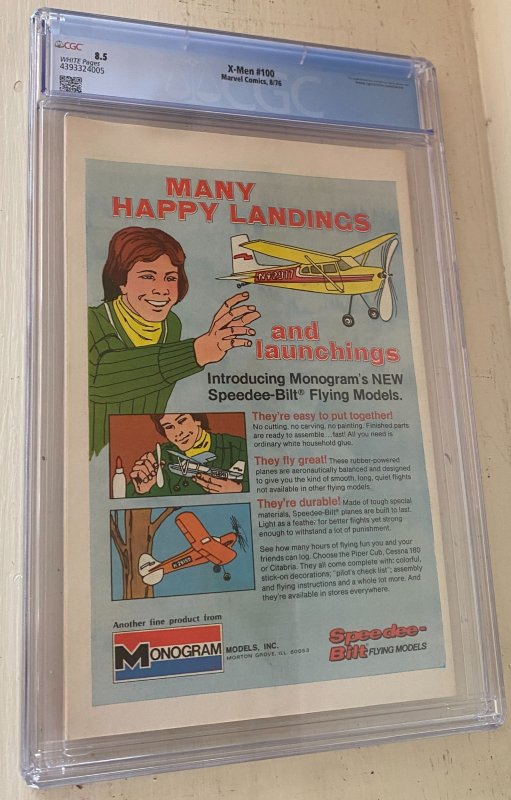 CGC
8.5
WHITE Pages
4393324005
X-Men #100
Marvel Comics, 8/76
CGC
MANY
HAPPY LANDINGS
and
launchings
Introducing Monogram's NEW
Speedee-Bilt® Flying Models.
They're easy to put together!
No cutting, no carving, no painting. Finished parts
are ready to assemble...fast! All you need is
ordinary white household glue.
They fly great! These rubber-powered
planes are aeronautically balanced and designed
to give you the kind of smooth, long, quiet flights
not available in other flying models.
They're durable! Made of tough special
materials, Speedee-Bilt® planes are built to last.
Light as a feather for better flights yet strong
enough to withstand a lot of punishment.
See how many hours of flying fun you and your
friends can log. Choose the Piper Cub, Cessna 180
or Citabria. They all come complete with: colorful,
stick-on decorations; "pilot's check list"; assembly
and flying instructions and a whole lot more. And
they're available in stores everywhere.
Another fine product from
MONOGRAM
MODELS, INC.
MORTON GROVE, ILL 60053
Speedee-
Bilt® FLYING MODELS